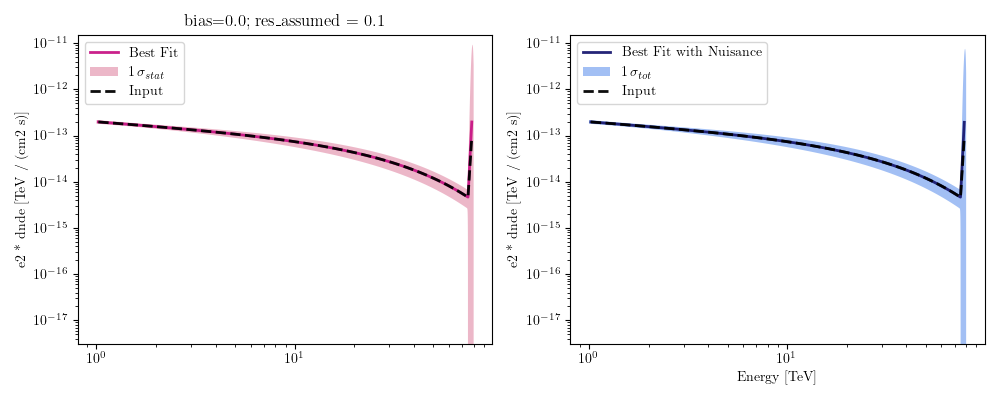 bias=0.0; res_assumed = 0.1
e2 * dnde [TeV / (cm2 s)]
10^-11
10^-12
10^-13
10^-14
10^-15
10^-16
10^-17
Best Fit
1 σ_stat
Input
10^0
10^1
e2 * dnde [TeV / (cm2 s)]
10^-11
10^-12
10^-13
10^-14
10^-15
10^-16
10^-17
Best Fit with Nuisance
1 σ_tot
Input
10^0
10^1
Energy [TeV]